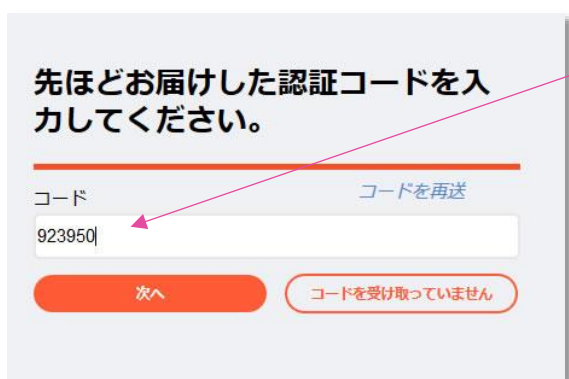 先ほどお届けした認証コードを入
力してください。
コード
コードを再送
923950
次へ
コードを受け取っていません